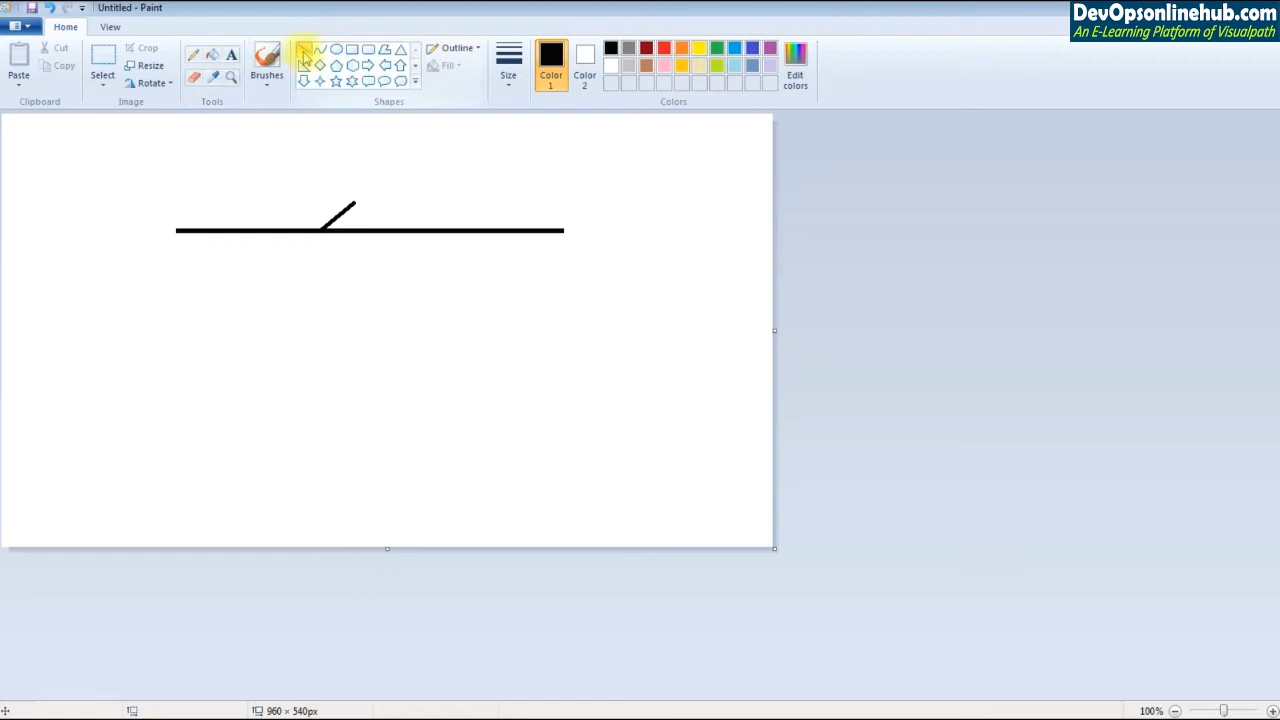 Untitled - Paint
DevOpsonlinehub.com
An E-Learning Platform of Visualpath
Home
View
Paste
Cut
Copy
Clipboard
Select
Crop
Resize
Rotate
Image
A
Tools
Brushes
Outline
Fill
Shapes
Size
Color 1
Color 2
Edit colors
Colors
960 × 540px
100%